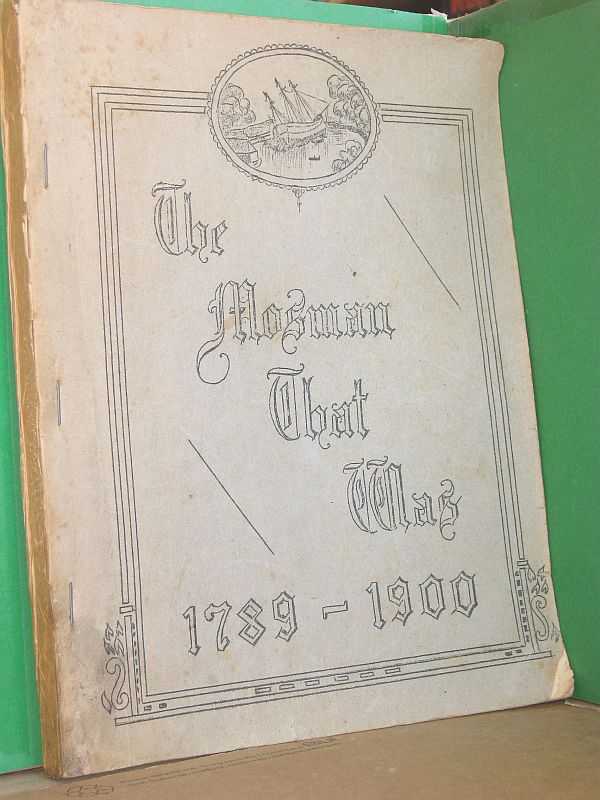 The
Mosman
That
Was
1789 - 1900